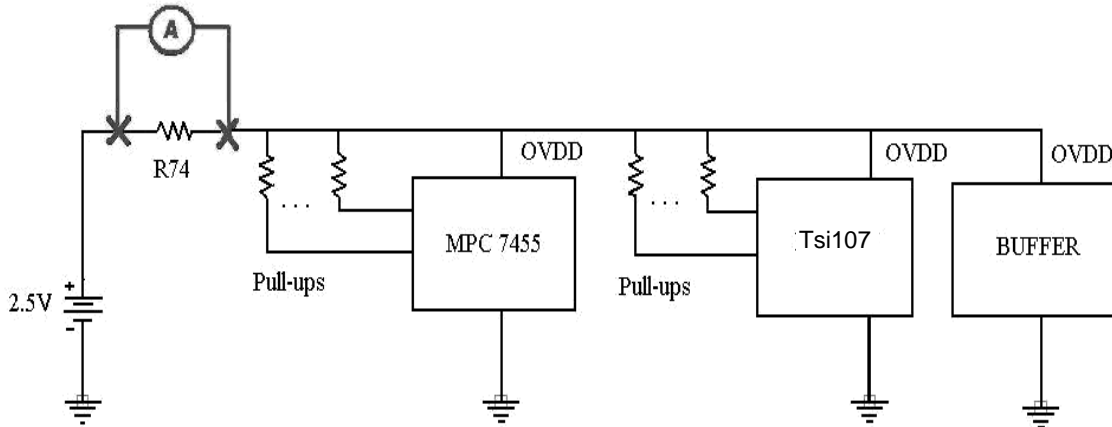 A
R74
OVDD
OVDD
OVDD
. . .
. . .
MPC 7455
Tsi107
BUFFER
Pull-ups
Pull-ups
+
2.5V
-